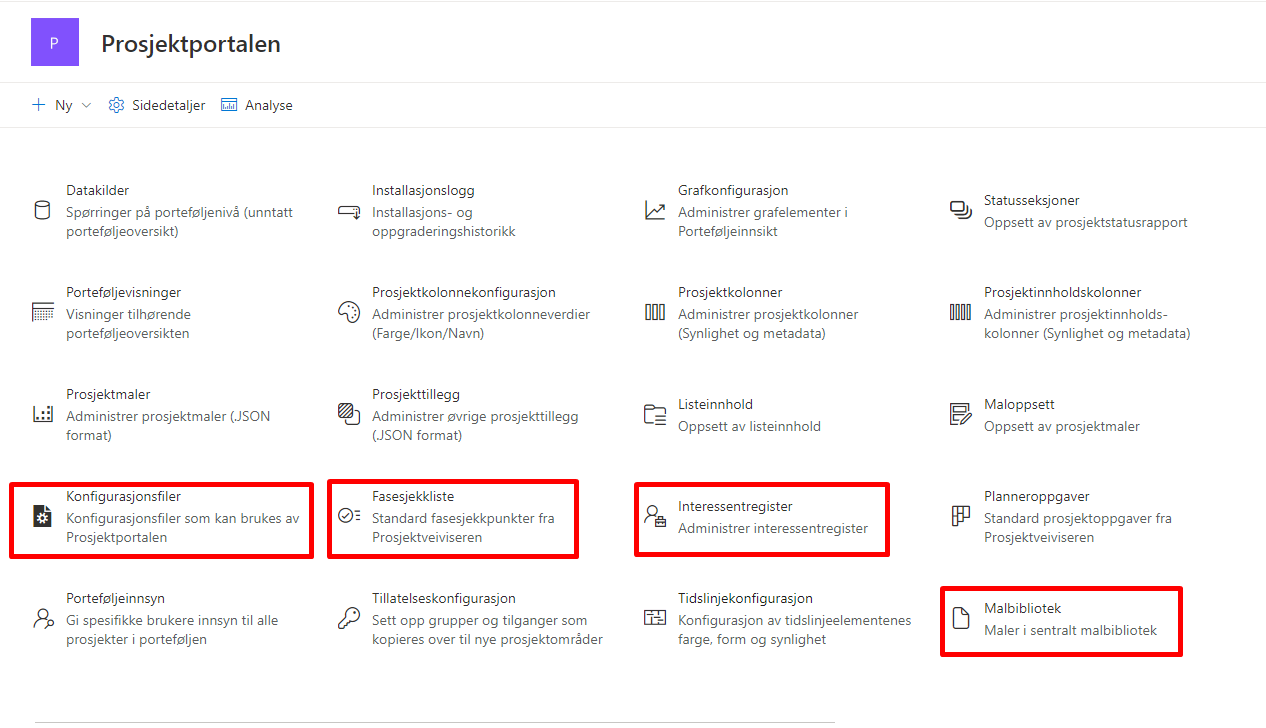 P
Prosjektportalen
Ny
Sidedetaljer
Analyse
Datakilder
Spørringer på porteføljenivå (unntatt
porteføljeoversikt)
Installasjonslogg
Installasjons- og
oppgraderingshistorikk
Grafkonfigurasjon
Administrer grafelementer i
Porteføljeinnsikt
Statusseksjoner
Oppsett av prosjektstatusrapport
Porteføljevisninger
Visninger tilhørende
porteføljeoversikten
Prosjektkolonnekonfigurasjon
Administrer prosjektkolonneverdier
(Farge/Ikon/Navn)
Prosjektkolonner
Administrer prosjektkolonner
(Synlighet og metadata)
Prosjektinnholdskolonner
Administrer prosjektinnholds-
kolonner (Synlighet og metadata)
Prosjektmaler
Administrer prosjektmaler (JSON
format)
Prosjekttillegg
Administrer øvrige prosjekttillegg
(JSON format)
Listeinnhold
Oppsett av listeinnhold
Maloppsett
Oppsett av prosjektmaler
Konfigurasjonsfiler
Konfigurasjonsfiler som kan brukes av
Prosjektportalen
Fasesjekkliste
Standard fasesjekkpunkter fra
Prosjektveiviseren
Interessentregister
Administrer interessentregister
Planneroppgaver
Standard prosjektoppgaver fra
Prosjektveiviseren
Porteføljeinnsyn
Gi spesifikke brukere innsyn til alle
prosjekter i porteføljen
Tillatelseskonfigurasjon
Sett opp grupper og tilganger som
kopieres over til nye prosjektområder
Tidslinjekonfigurasjon
Konfigurasjon av tidslinjeelementenes
farge, form og synlighet
Malbibliotek
Maler i sentralt malbibliotek